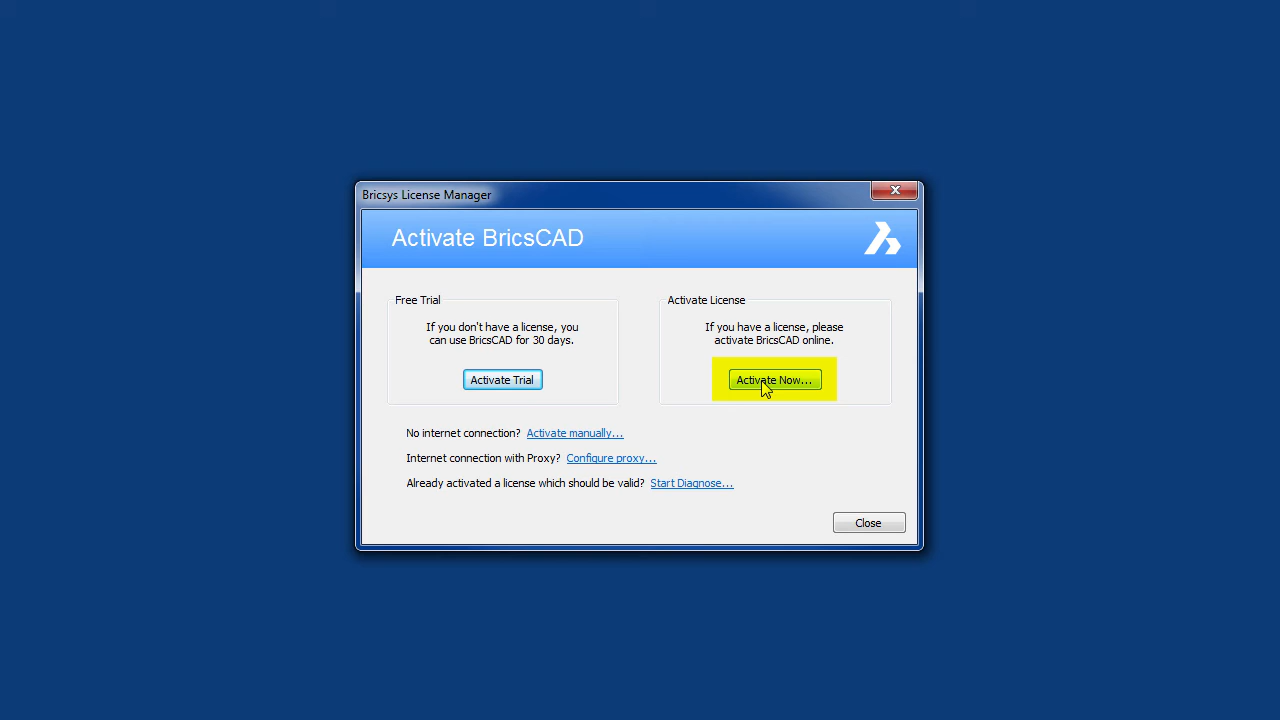 Bricsys License Manager
Activate BricsCAD
Free Trial
If you don't have a license, you
can use BricsCAD for 30 days.
Activate Trial
Activate License
If you have a license, please
activate BricsCAD online.
Activate Now...
No internet connection? Activate manually...
Internet connection with Proxy? Configure proxy...
Already activated a license which should be valid? Start Diagnose...
Close